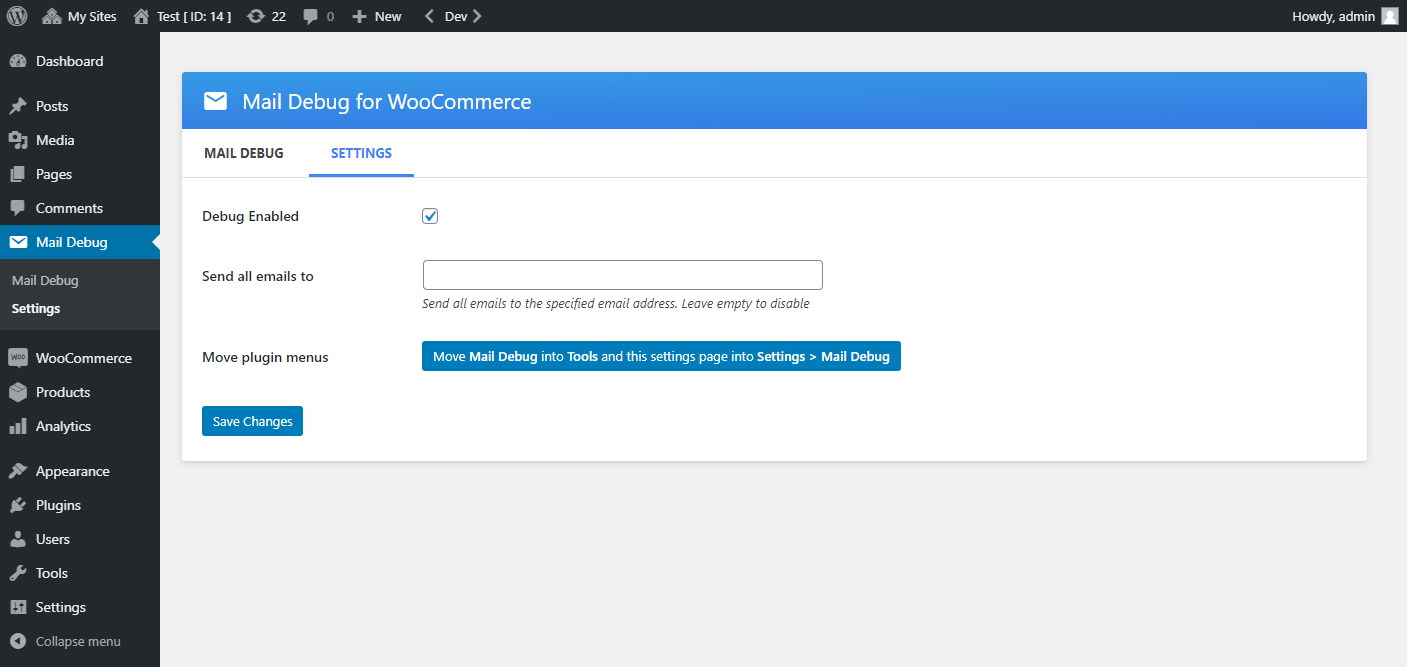 My Sites Test [ ID: 14 ] 22 0 New Dev Howdy, admin
Dashboard
Posts
Media
Pages
Comments
Mail Debug
Mail Debug
Settings
WOO WooCommerce
Products
Analytics
Appearance
Plugins
Users
Tools
Settings
Collapse menu
Mail Debug for WooCommerce
MAIL DEBUG SETTINGS
Debug Enabled
Send all emails to
Send all emails to the specified email address. Leave empty to disable
Move plugin menus Move Mail Debug into Tools and this settings page into Settings > Mail Debug
Save Changes